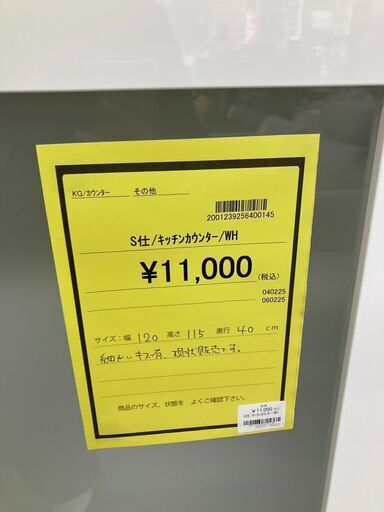 KG/カウンター その他
2001239256400145
S仕/キッチンカウンター/WH
¥11,000(税込)
040225
060225
サイズ:幅 120 高さ 115 奥行 40 cm
細かいキズ有、現状販売です。
商品のサイズ、状態を よくご確認下さい。
¥11,000